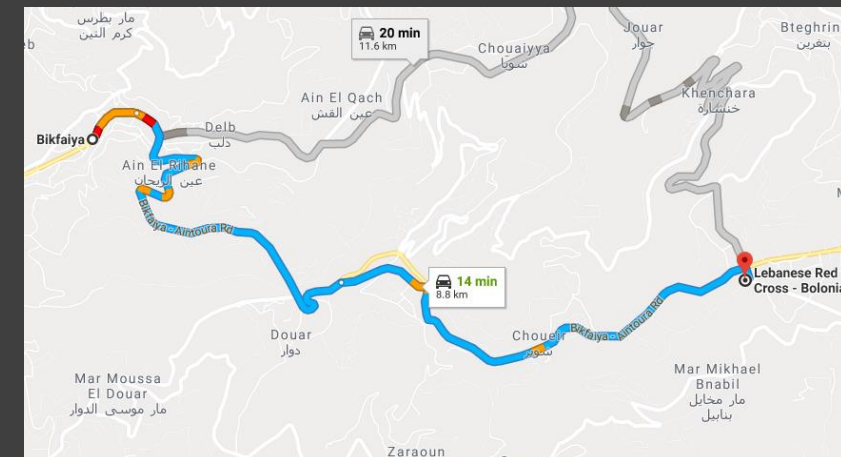 مار بطرس
كرم التين
eb
20 min
11.6 km
Chouaiyya
شويا
Jouar
جوار
Bteghrin
بتغرين
Khenchara
خنشارة
Ain El Qach
عين القش
Delb
دلب
Bikfaiya
Ain El Rihane
عين الريحان
Bikfaiya - Aintoura Rd
14 min
8.8 km
Lebanese Red
Cross - Bolonia
Douar
دوار
Choueir
شوير
Bikfaiya - Aintoura Rd
Mar Moussa
El Douar
مار موسى الدوار
Mar Mikhael
Bnabil
مار مخايل
بنابيل
Zaraoun